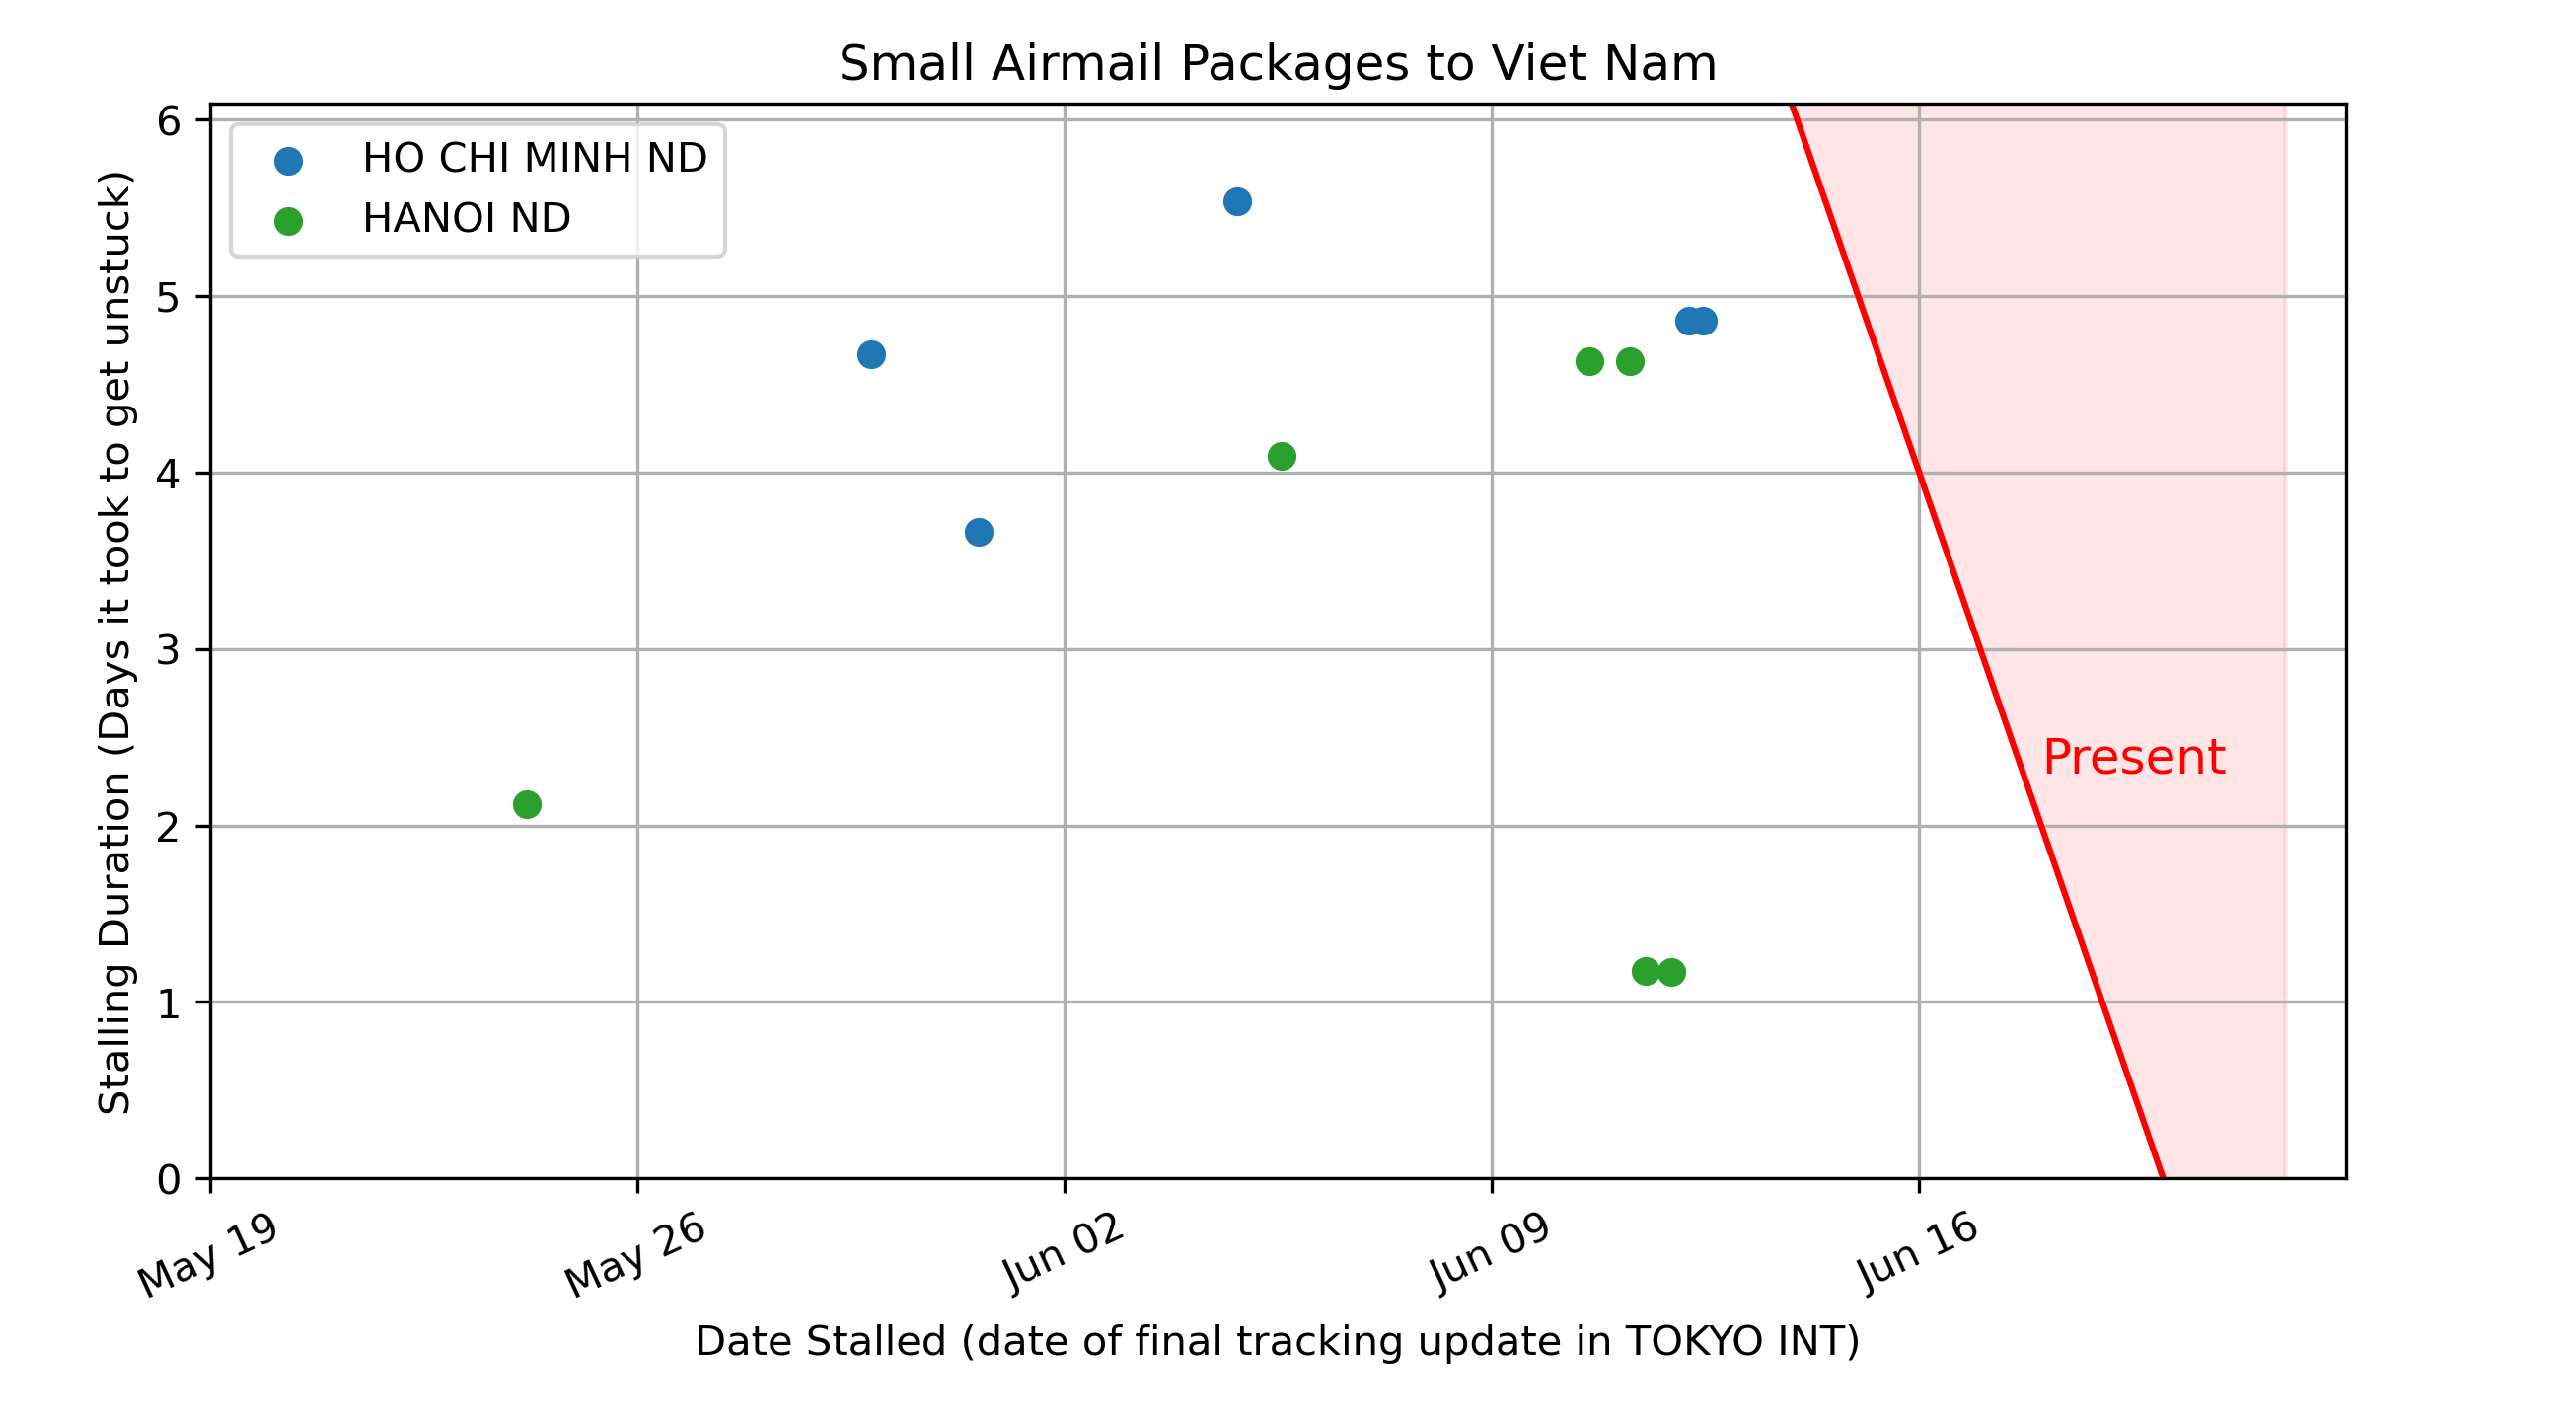 Small Airmail Packages to Viet Nam
HO CHI MINH ND
HANOI ND
Stalling Duration (Days it took to get unstuck)
6
5
4
3
2
1
0
Present
May 19
May 26
Jun 02
Jun 09
Jun 16
Date Stalled (date of final tracking update in TOKYO INT)